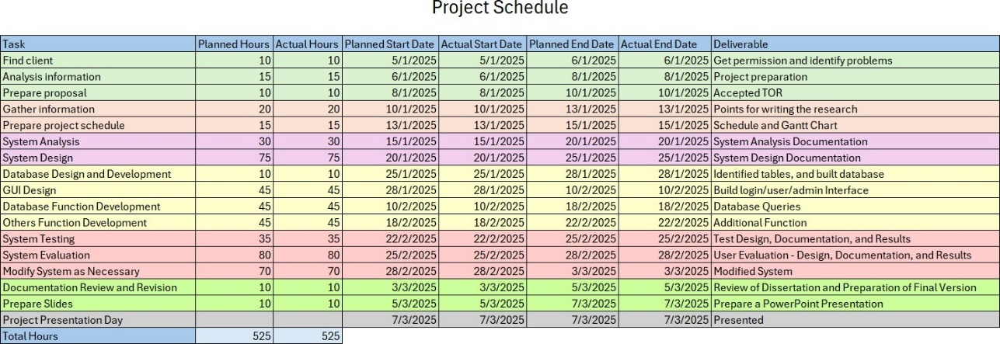 Project Schedule
Task Planned Hours Actual Hours Planned Start Date Actual Start Date Planned End Date Actual End Date Deliverable
Find client 10 10 5/1/2025 5/1/2025 6/1/2025 6/1/2025 Get permission and identify problems
Analysis information 15 15 6/1/2025 6/1/2025 8/1/2025 8/1/2025 Project preparation
Prepare proposal 10 10 8/1/2025 8/1/2025 10/1/2025 10/1/2025 Accepted TOR
Gather information 20 20 10/1/2025 10/1/2025 13/1/2025 13/1/2025 Points for writing the research
Prepare project schedule 15 15 13/1/2025 13/1/2025 15/1/2025 15/1/2025 Schedule and Gantt Chart
System Analysis 30 30 15/1/2025 15/1/2025 20/1/2025 20/1/2025 System Analysis Documentation
System Design 75 75 20/1/2025 20/1/2025 25/1/2025 25/1/2025 System Design Documentation
Database Design and Development 10 10 25/1/2025 25/1/2025 28/1/2025 28/1/2025 Identified tables, and built database
GUI Design 45 45 28/1/2025 28/1/2025 10/2/2025 10/2/2025 Build login/user/admin Interface
Database Function Development 45 45 10/2/2025 10/2/2025 18/2/2025 18/2/2025 Database Queries
Others Function Development 45 45 18/2/2025 18/2/2025 22/2/2025 22/2/2025 Additional Function
System Testing 35 35 22/2/2025 22/2/2025 25/2/2025 25/2/2025 Test Design, Documentation, and Results
System Evaluation 80 80 25/2/2025 25/2/2025 28/2/2025 28/2/2025 User Evaluation - Design, Documentation, and Results
Modify System as Necessary 70 70 28/2/2025 28/2/2025 3/3/2025 3/3/2025 Modified System
Documentation Review and Revision 10 10 3/3/2025 3/3/2025 5/3/2025 5/3/2025 Review of Dissertation and Preparation of Final Version
Prepare Slides 10 10 5/3/2025 5/3/2025 7/3/2025 7/3/2025 Prepare a PowerPoint Presentation
Project Presentation Day 7/3/2025 7/3/2025 7/3/2025 7/3/2025 Presented
Total Hours 525 525